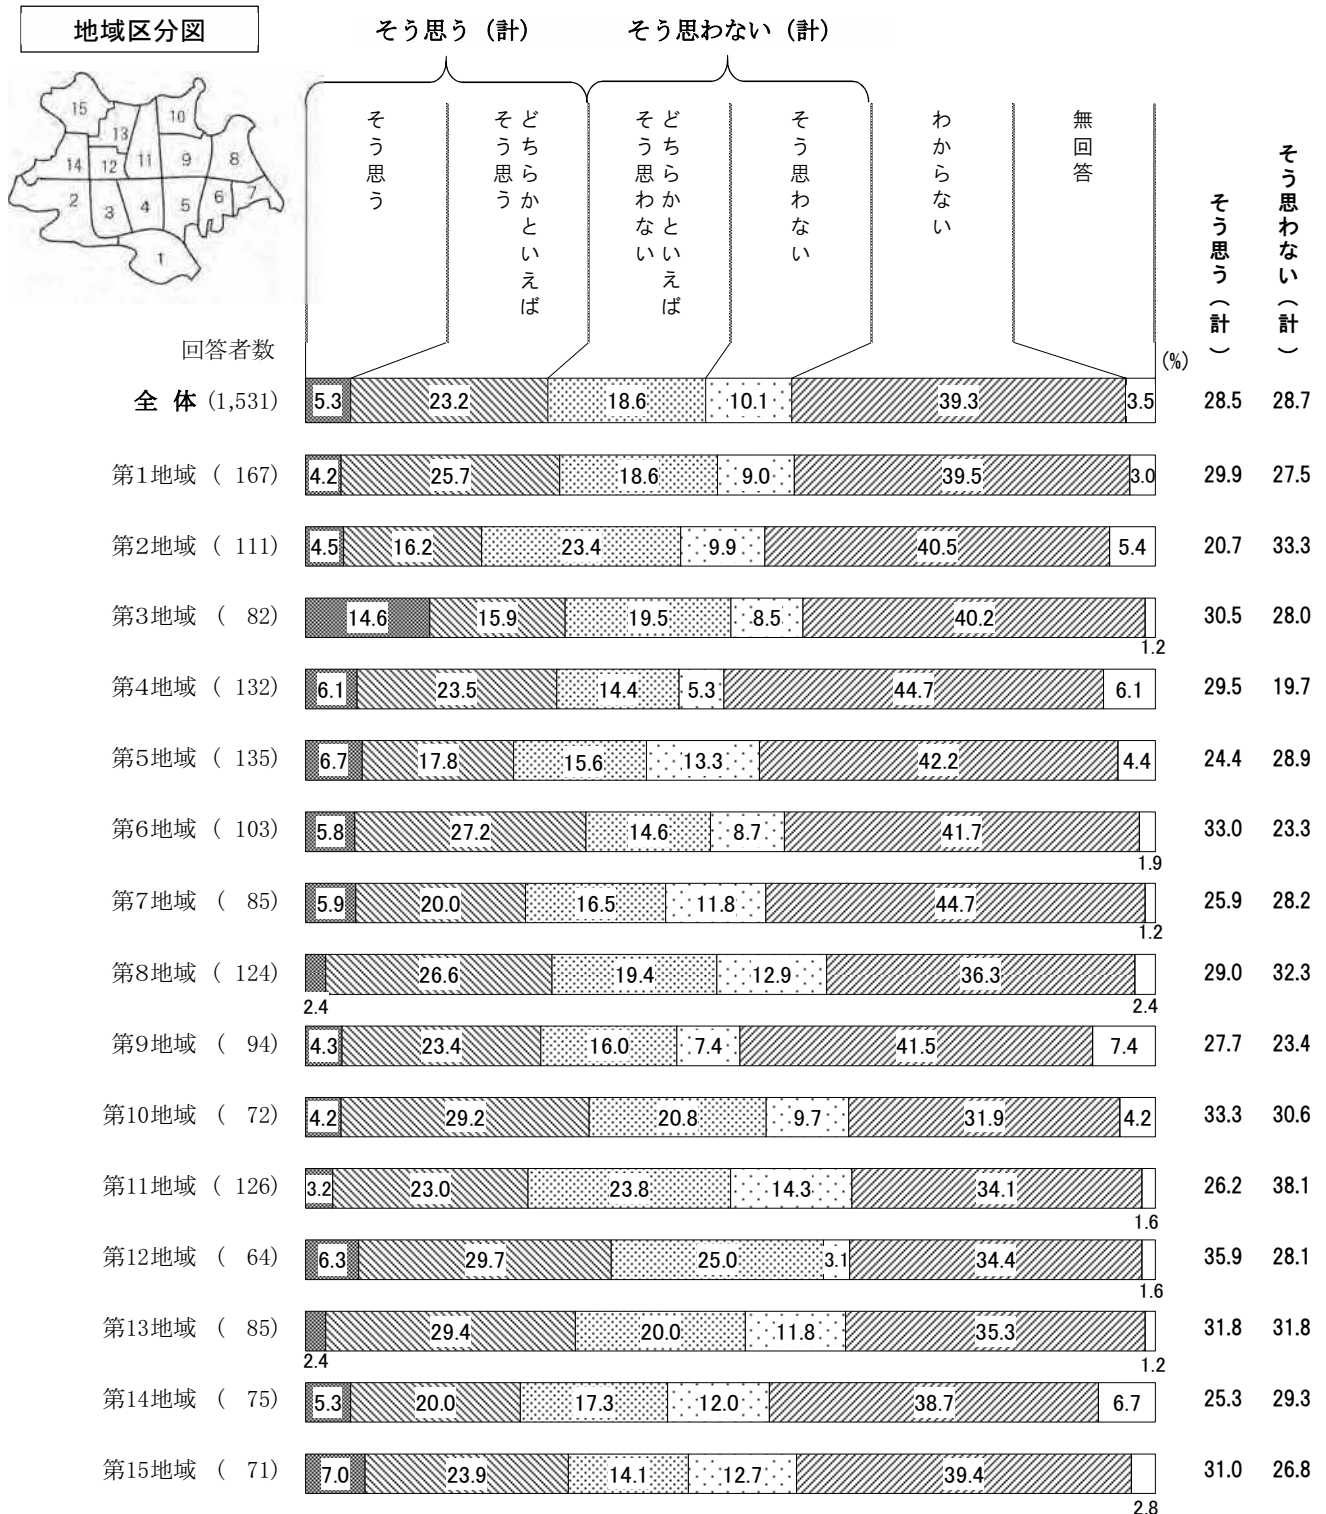 地域区分図
そう思う（計）
そう思わない（計）
15
10
13
14
12
11
9
8
2
3
4
5
6
7
1
そう思う
どちらかといえば
そう思う
どちらかといえば
そう思わない
そう思わない
わからない
無回答
そう思う（計）
そう思わない（計）
回答者数
(%)
全 体 (1,531) 5.3 23.2 18.6 10.1 39.3 3.5 28.5 28.7
第1地域 ( 167) 4.2 25.7 18.6 9.0 39.5 3.0 29.9 27.5
第2地域 ( 111) 4.5 16.2 23.4 9.9 40.5 5.4 20.7 33.3
第3地域 ( 82) 14.6 15.9 19.5 8.5 40.2 1.2 30.5 28.0
第4地域 ( 132) 6.1 23.5 14.4 5.3 44.7 6.1 29.5 19.7
第5地域 ( 135) 6.7 17.8 15.6 13.3 42.2 4.4 24.4 28.9
第6地域 ( 103) 5.8 27.2 14.6 8.7 41.7 1.9 33.0 23.3
第7地域 ( 85) 5.9 20.0 16.5 11.8 44.7 1.2 25.9 28.2
第8地域 ( 124) 2.4 26.6 19.4 12.9 36.3 2.4 29.0 32.3
第9地域 ( 94) 4.3 23.4 16.0 7.4 41.5 7.4 27.7 23.4
第10地域 ( 72) 4.2 29.2 20.8 9.7 31.9 4.2 33.3 30.6
第11地域 ( 126) 3.2 23.0 23.8 14.3 34.1 1.6 26.2 38.1
第12地域 ( 64) 6.3 29.7 25.0 3.1 34.4 1.6 35.9 28.1
第13地域 ( 85) 2.4 29.4 20.0 11.8 35.3 1.2 31.8 31.8
第14地域 ( 75) 5.3 20.0 17.3 12.0 38.7 6.7 25.3 29.3
第15地域 ( 71) 7.0 23.9 14.1 12.7 39.4 2.8 31.0 26.8